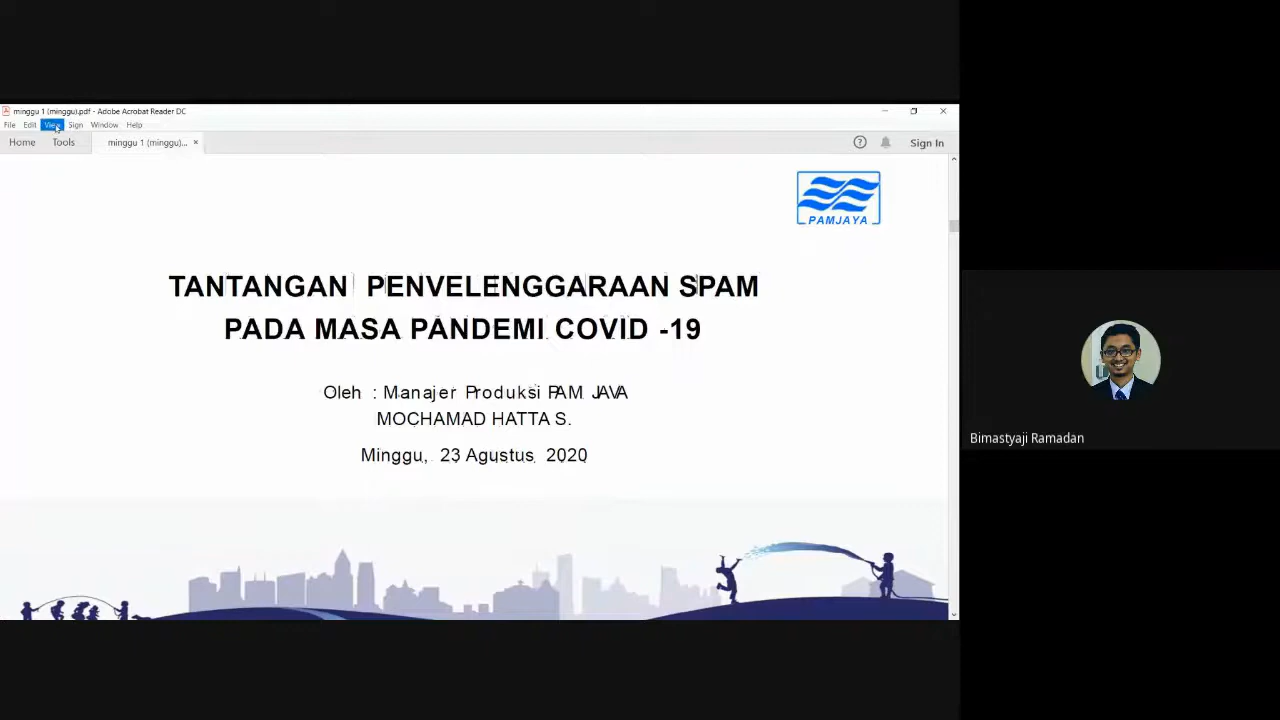 minggu 1 (minggu).pdf - Adobe Acrobat Reader DC
File Edit View Sign Window Help
Home Tools minggu 1 (minggu)... × Sign In
PAMJAYA
TANTANGAN PENVELENGGARAAN SPAM
PADA MASA PANDEMI COVID -19
Oleh : Manajer Produksi PAM JAVA
MOCHAMAD HATTA S.
Minggu, 23 Agustus 2020
Bimastyaji Ramadan